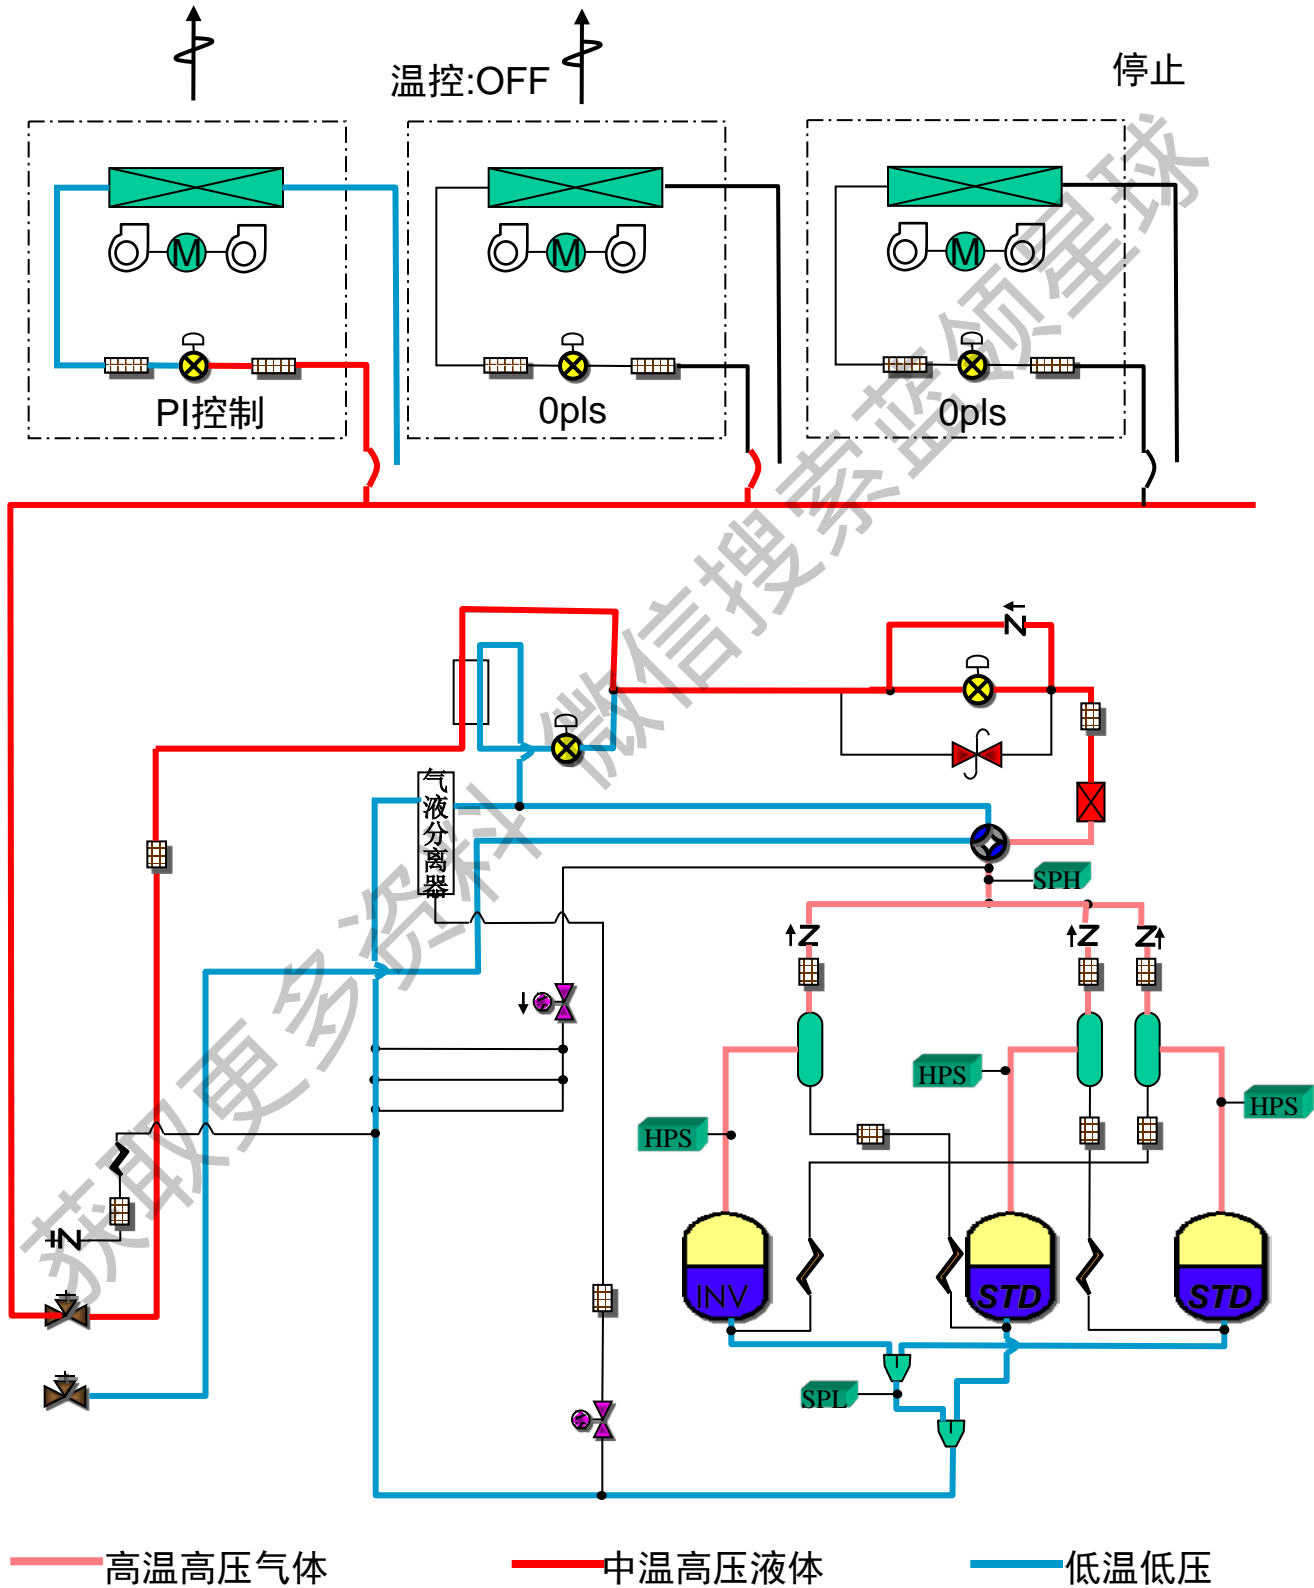 温控:OFF
停止
M
M
M
PI控制
0pls
0pls
气液分离器
SPH
HPS
HPS
HPS
INV
STD
STD
SPL
高温高压气体
中温高压液体
低温低压
获取更多资料 微信搜索蓝领星球